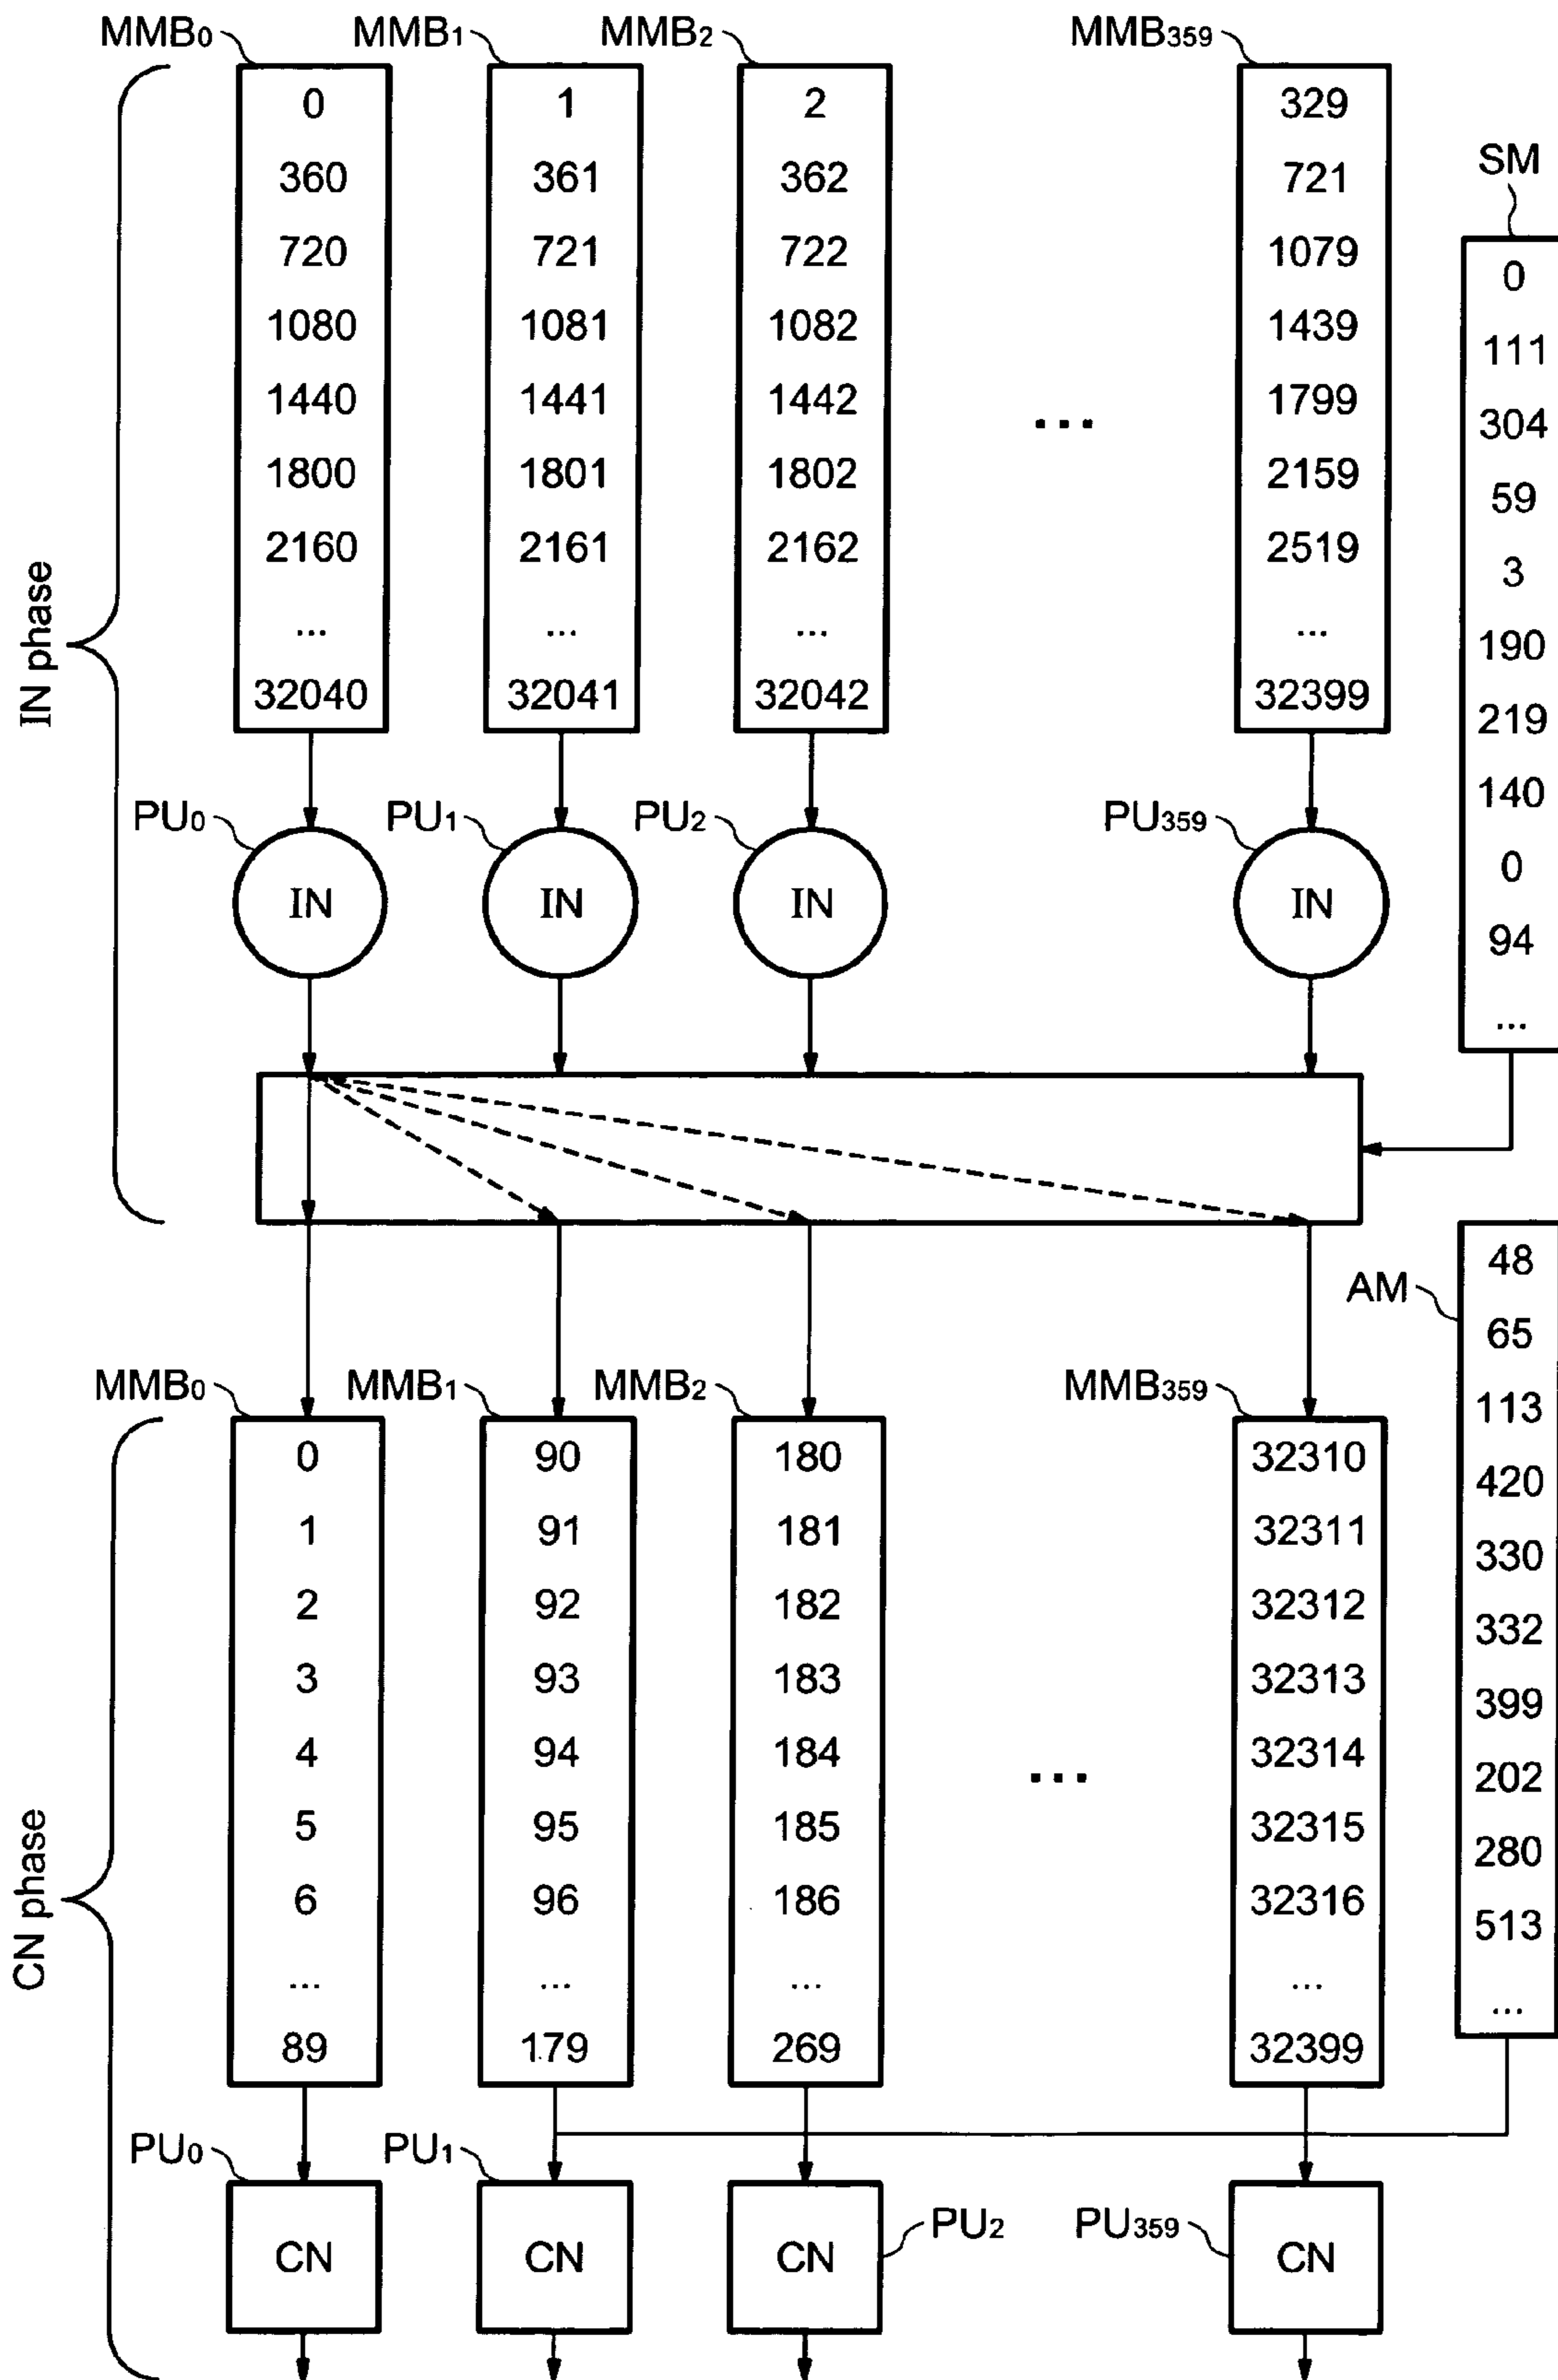 MMB0 MMB1 MMB2 MMB359
0 1 2 329
360 361 362 721
720 721 722 1079
1080 1081 1082 1439
1440 1441 1442 ... 1799
1800 1801 1802 2159
2160 2161 2162 2519
... ... ... ...
32040 32041 32042 32399
IN phase
SM
0
111
304
59
3
190
219
140
0
94
...
PU0 PU1 PU2 PU359
IN IN IN IN
AM
48
65
113
420
330
332
399
202
280
513
...
MMB0 MMB1 MMB2 MMB359
0 90 180 32310
1 91 181 32311
2 92 182 32312
3 93 183 32313
4 94 184 ... 32314
5 95 185 32315
6 96 186 32316
... ... ... ...
89 179 269 32399
CN phase
PU0 PU1 PU2 PU359
CN CN CN CN